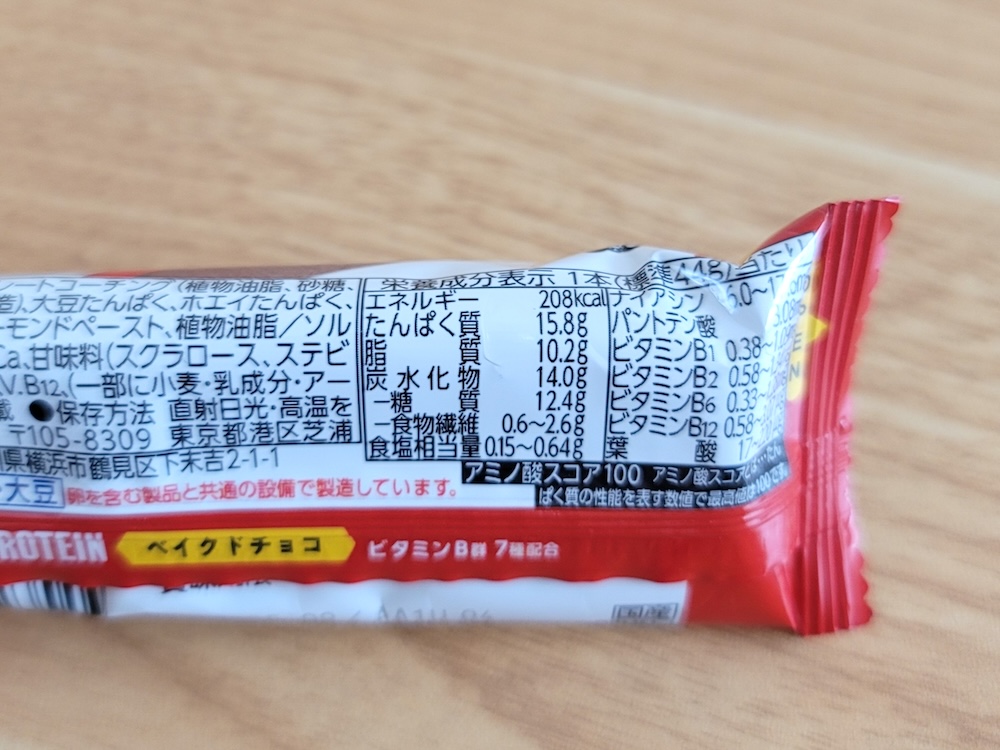 ートコーチング(植物油脂、砂糖、
造)、大豆たんぱく、ホエイたんぱく、
ーモンドペースト、植物油脂/ソル
Ca、甘味料(スクラロース、ステビ
V.B12、(一部に小麦・乳成分・アー
●保存方法 直射日光・高温を
〒105-8309 東京都港区芝浦
県横浜市鶴見区下末吉2-1-1
・大豆
卵を含む製品と共通の設備で製造しています。
栄養成分表示 1本(標準44g)当たり
エネルギー 208kcal
たんぱく質 15.8g
脂質 10.2g
炭水化物 14.0g
-糖質 12.4g
-食物繊維 0.6~2.6g
食塩相当量 0.15~0.64g
ナイアシン
パントテン酸
ビタミンB1 0.38~
ビタミンB2 0.58~
ビタミンB6 0.33~
ビタミンB12 0.58~
葉酸
アミノ酸スコア100 アミノ酸スコアとは…たん
ぱく質の性能を表す数値で最高値は100です。
PROTEIN ベイクドチョコ ビタミンB群 7種配合
国産